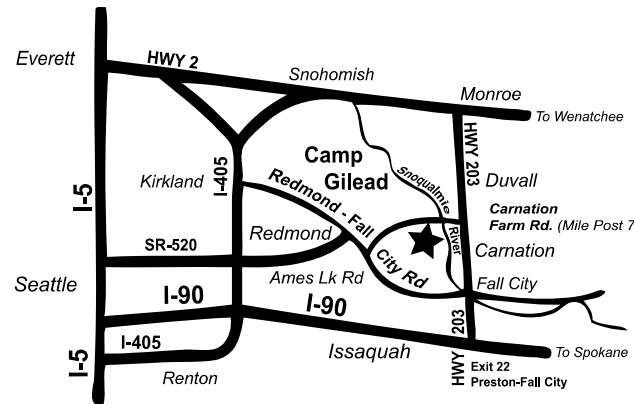 Everett
HWY 2
Snohomish
Monroe
To Wenatchee
HWY 203
Camp
Gilead
Snoqualmie
River
Duvall
I-5
Kirkland
I-405
Redmond - Fall
City Rd
Carnation
Farm Rd. (Mile Post 7
SR-520
Redmond
Carnation
Seattle
Ames Lk Rd
Fall City
I-90
I-90
I-405
I-5
Renton
Issaquah
HWY 203
To Spokane
Exit 22
Preston-Fall City